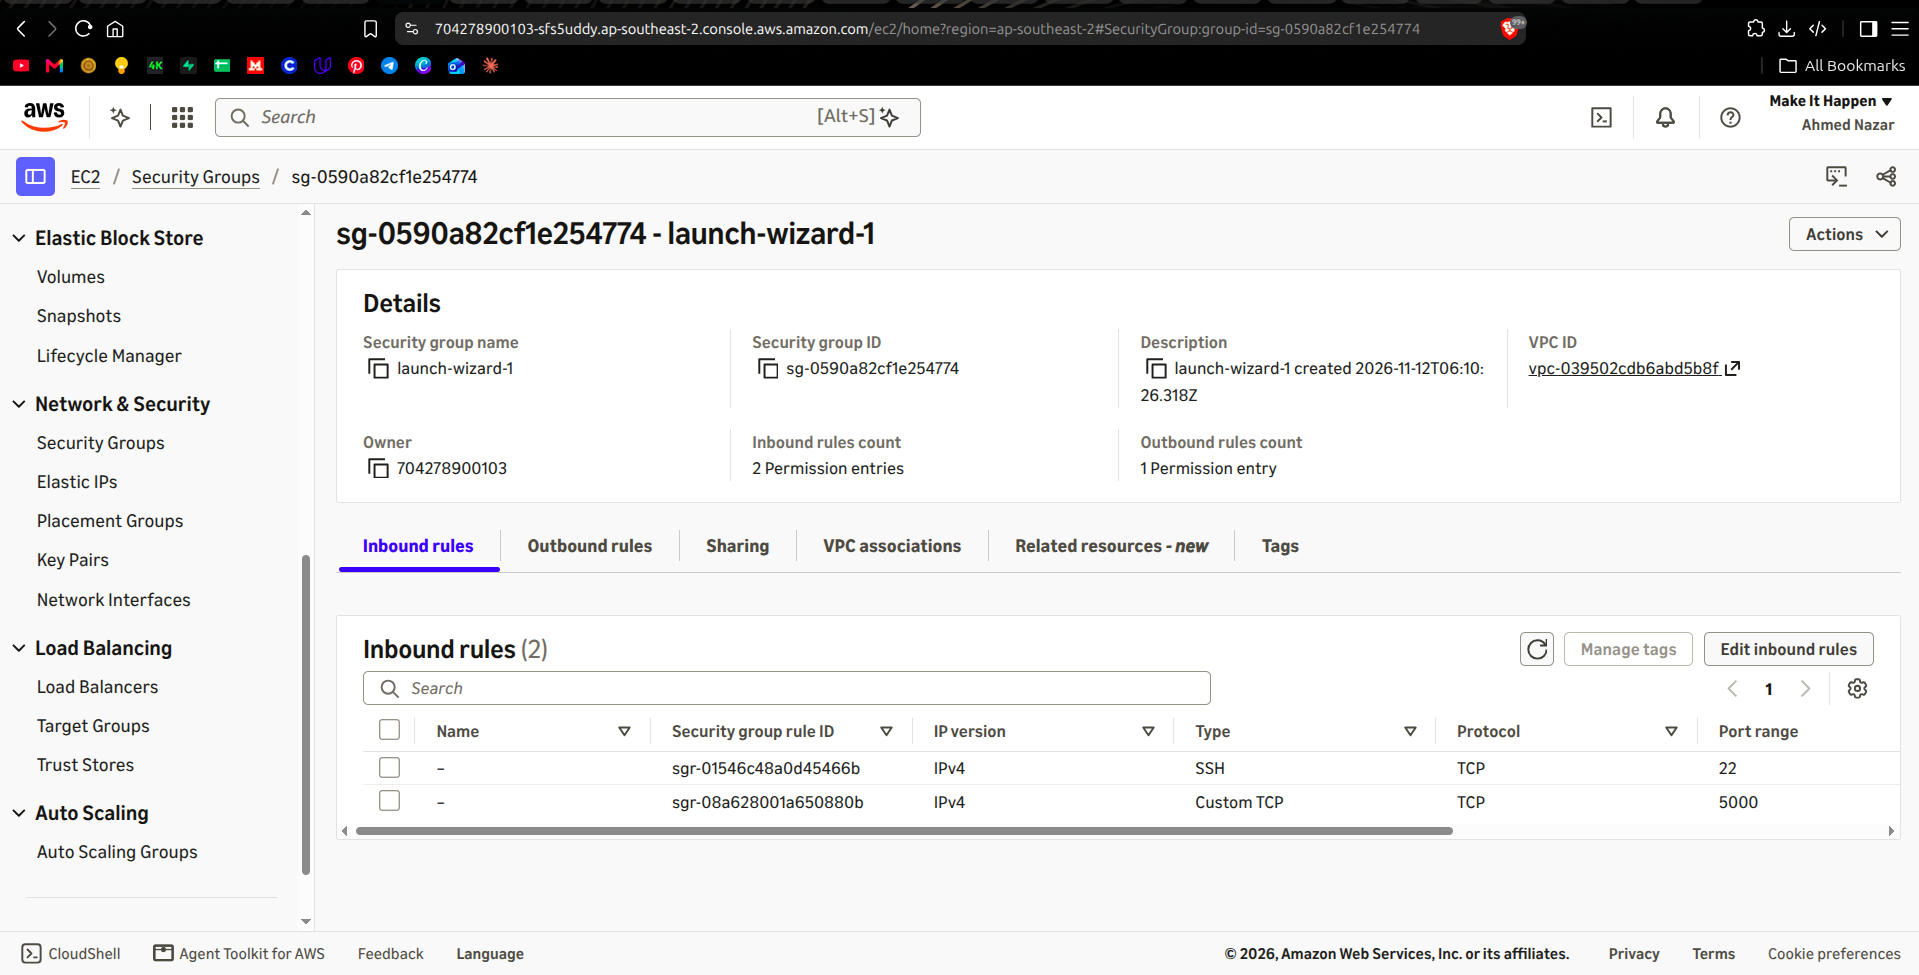 704278900103-sfs5uddy.ap-southeast-2.console.aws.amazon.com/ec2/home?region=ap-southeast-2#SecurityGroup:group-id=sg-0590a82cf1e254774
99+
4K
All Bookmarks
aws
Search
[Alt+S]
Make It Happen
Ahmed Nazar
EC2 / Security Groups / sg-0590a82cf1e254774
Elastic Block Store
Volumes
Snapshots
Lifecycle Manager
Network & Security
Security Groups
Elastic IPs
Placement Groups
Key Pairs
Network Interfaces
Load Balancing
Load Balancers
Target Groups
Trust Stores
Auto Scaling
Auto Scaling Groups
sg-0590a82cf1e254774 - launch-wizard-1
Actions
Details
Security group name
launch-wizard-1
Security group ID
sg-0590a82cf1e254774
Description
launch-wizard-1 created 2026-11-12T06:10:
26.318Z
VPC ID
vpc-039502cdb6abd5b8f
Owner
704278900103
Inbound rules count
2 Permission entries
Outbound rules count
1 Permission entry
Inbound rules
Outbound rules
Sharing
VPC associations
Related resources - new
Tags
Inbound rules (2)
Manage tags
Edit inbound rules
Search
1
Name Security group rule ID IP version Type Protocol Port range
– sgr-01546c48a0d45466b IPv4 SSH TCP 22
– sgr-08a628001a650880b IPv4 Custom TCP TCP 5000
CloudShell
Agent Toolkit for AWS
Feedback
Language
© 2026, Amazon Web Services, Inc. or its affiliates.
Privacy
Terms
Cookie preferences